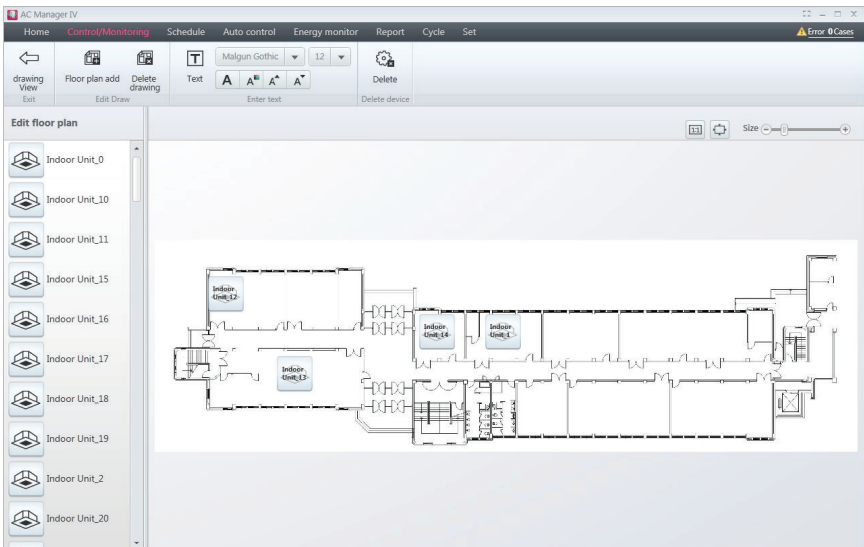 AC Manager IV
Home Control/Monitoring Schedule Auto control Energy monitor Report Cycle Set Error 0 Cases
drawing View
Exit
Floor plan add
Delete drawing
Edit Draw
T
Text
Malgun Gothic 12
A A A A
Enter text
Delete
Delete device
Edit floor plan
1:1 Size
Indoor Unit_0
Indoor Unit_10
Indoor Unit_11
Indoor Unit_15
Indoor Unit_16
Indoor Unit_17
Indoor Unit_18
Indoor Unit_19
Indoor Unit_2
Indoor Unit_20
Indoor
Unit_12
Indoor
Unit_14
Indoor
Unit_1
Indoor
Unit_13